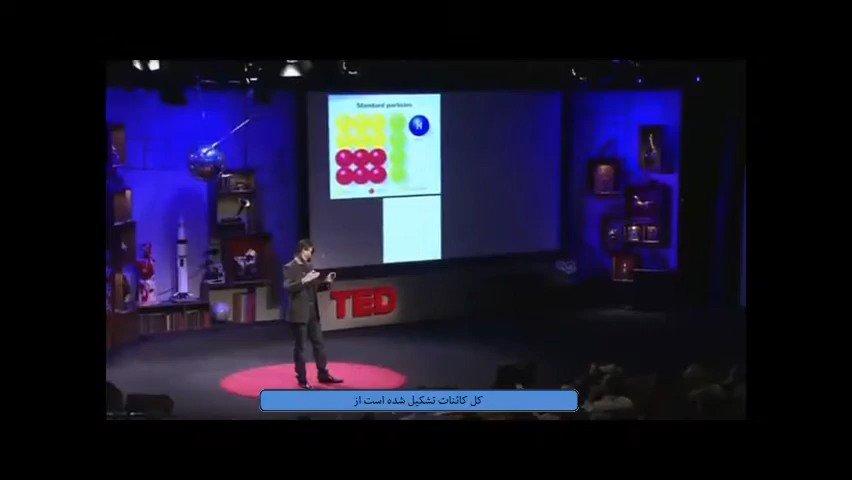 Standard particles
H
TED
کل کائنات تشکیل شده است از